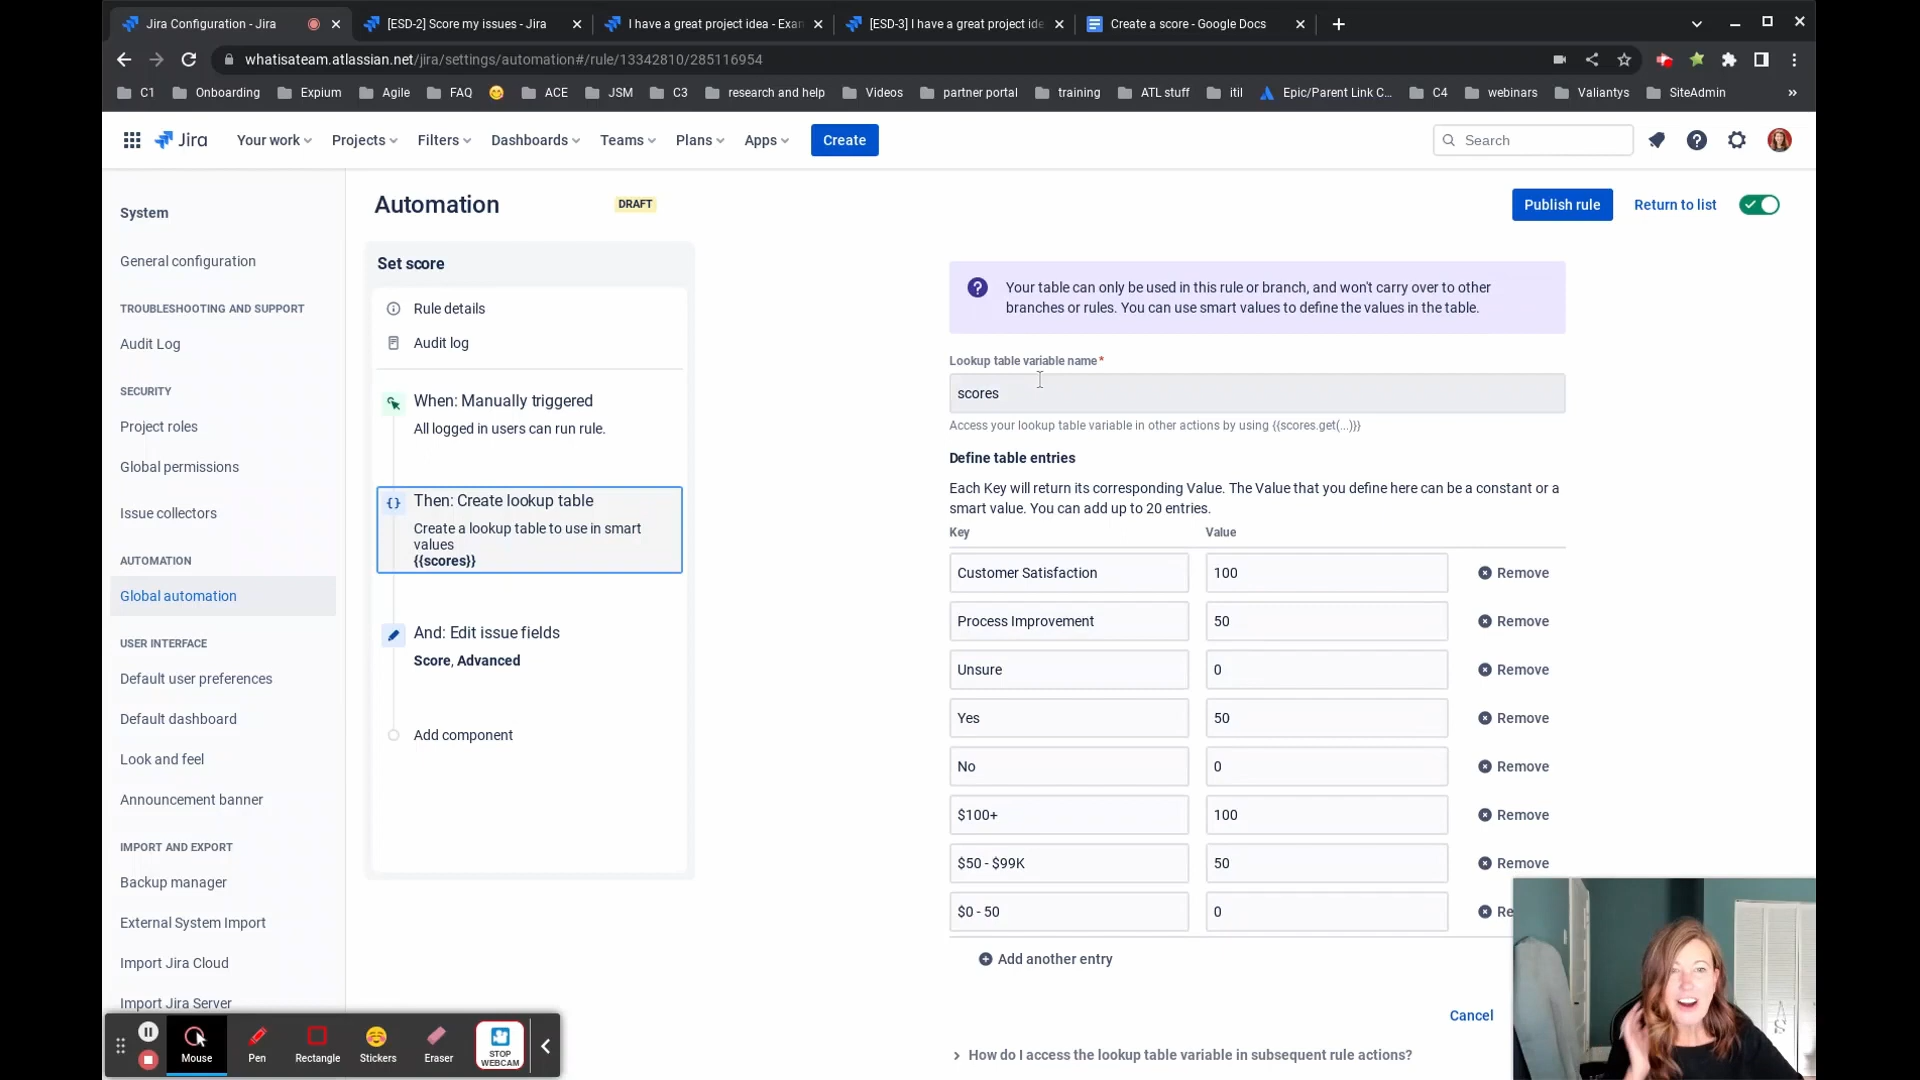 Jira Configuration - Jira
[ESD-2] Score my issues - Jira
I have a great project idea - Exan
[ESD-3] I have a great project ide
Create a score - Google Docs
whatisateam.atlassian.net/jira/settings/automation#/rule/13342810/285116954
C1
Onboarding
Expium
Agile
FAQ
ACE
JSM
C3
research and help
Videos
partner portal
training
ATL stuff
itil
Epic/Parent Link C...
C4
webinars
Valiantys
SiteAdmin
»
Jira
Your work
Projects
Filters
Dashboards
Teams
Plans
Apps
Create
Search
System
General configuration
TROUBLESHOOTING AND SUPPORT
Audit Log
SECURITY
Project roles
Global permissions
Issue collectors
AUTOMATION
Global automation
USER INTERFACE
Default user preferences
Default dashboard
Look and feel
Announcement banner
IMPORT AND EXPORT
Backup manager
External System Import
Import Jira Cloud
Import Jira Server
Automation
DRAFT
Publish rule
Return to list
Set score
Rule details
Audit log
When: Manually triggered
All logged in users can run rule.
Then: Create lookup table
Create a lookup table to use in smart
values
{{scores}}
And: Edit issue fields
Score, Advanced
Add component
Your table can only be used in this rule or branch, and won't carry over to other
branches or rules. You can use smart values to define the values in the table.
Lookup table variable name*
scores
Access your lookup table variable in other actions by using {{scores.get(...)}}
Define table entries
Each Key will return its corresponding Value. The Value that you define here can be a constant or a
smart value. You can add up to 20 entries.
Key Value
Customer Satisfaction 100 Remove
Process Improvement 50 Remove
Unsure 0 Remove
Yes 50 Remove
No 0 Remove
$100+ 100 Remove
$50 - $99K 50 Remove
$0 - 50 0 Re
Add another entry
Cancel
How do I access the lookup table variable in subsequent rule actions?
Mouse
Pen
Rectangle
Stickers
Eraser
STOP
WEBCAM